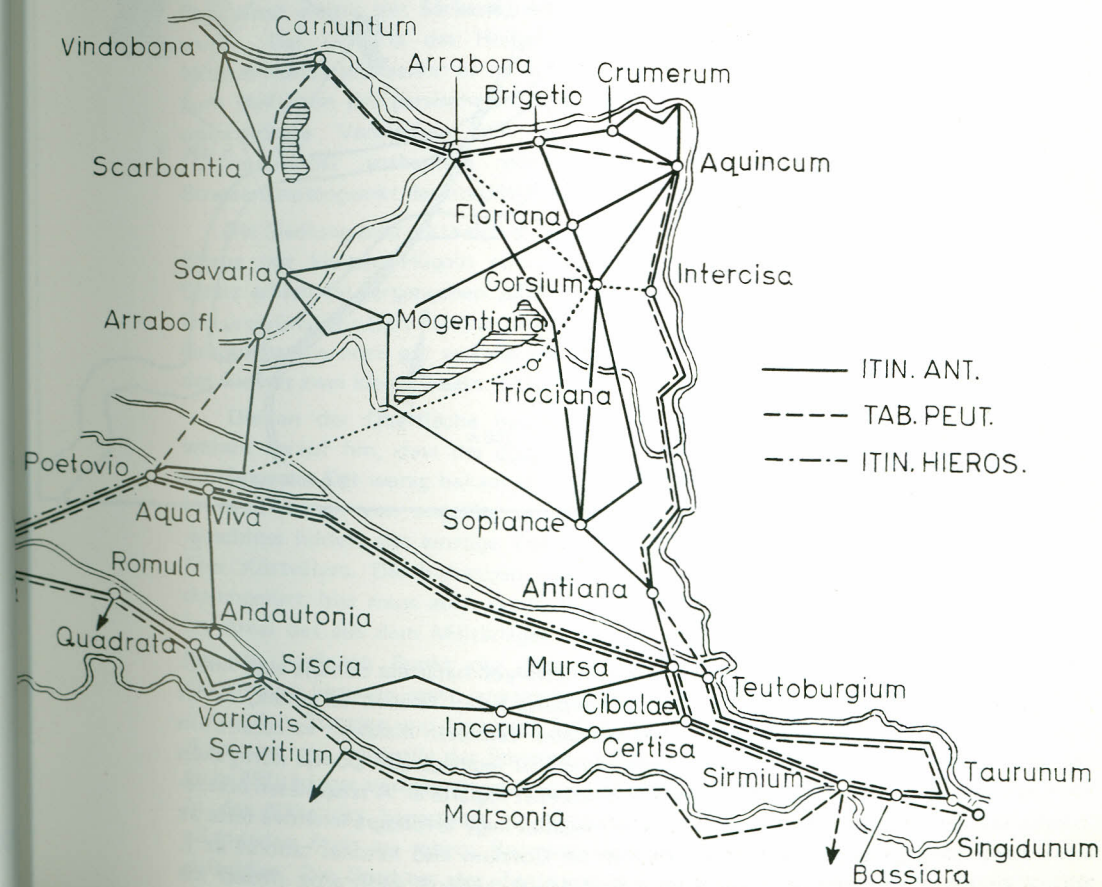 Carnuntum
Vindobona
Arrabona
Crumerum
Brigetio
Scarbantia
Aquincum
Floriana
Savaria
Gorsium
Intercisa
Arrabo fl.
Mogentiana
ITIN. ANT.
Tricciana
TAB. PEUT.
Poetovio
ITIN. HIEROS.
Aqua Viva
Sopianae
Romula
Antiana
Andautonia
Quadrata
Siscia
Mursa
Teutoburgium
Varianis
Incerum
Cibalae
Servitium
Certisa
Sirmium
Taurunum
Marsonia
Singidunum
Bassiara